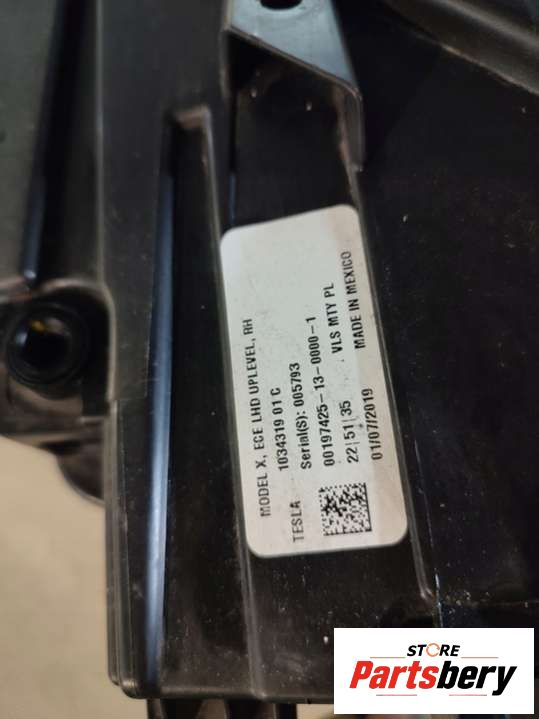 MODEL X, ECE LHD UPLEVEL, RH
1034319 01 C
TESLA Serial(S): 005793
00197425-13-0000-1
22|51|35 VLS MTY PL
01/07/2019 MADE IN MEXICO
STORE
Partsbery